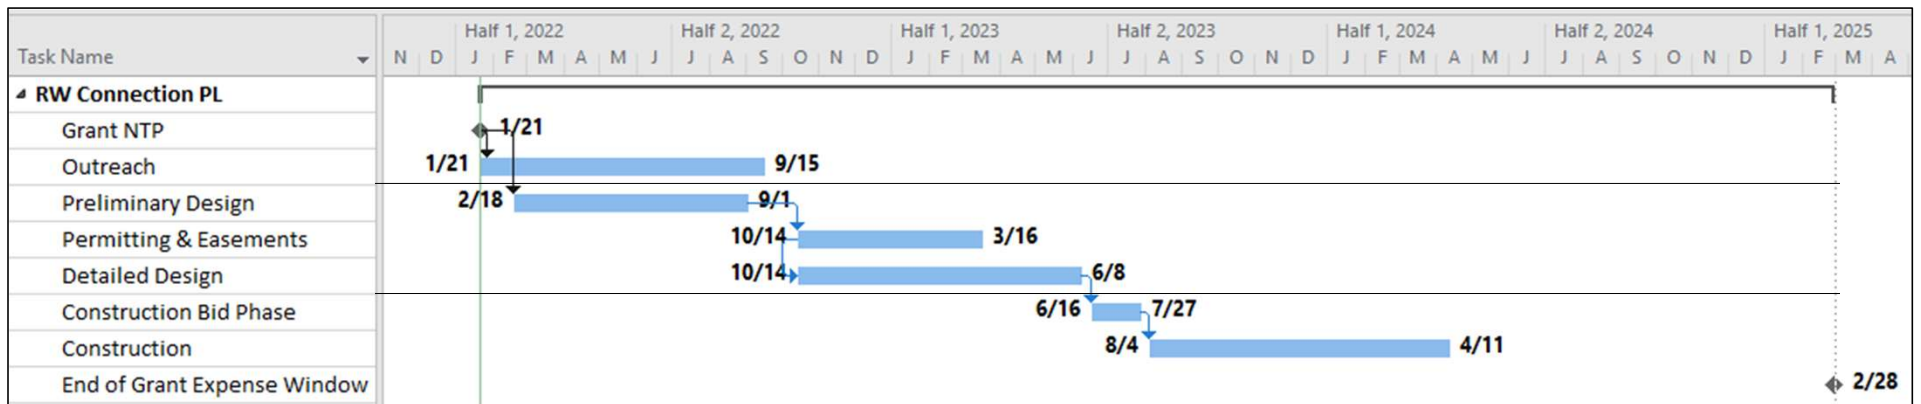 Half 1, 2022 Half 2, 2022 Half 1, 2023 Half 2, 2023 Half 1, 2024 Half 2, 2024 Half 1, 2025
Task Name N D J F M A M J J A S O N D J F M A M J J A S O N D J F M A M J J A S O N D J F M A
RW Connection PL
Grant NTP 1/21
Outreach 1/21 9/15
Preliminary Design 2/18 9/1
Permitting & Easements 10/14 3/16
Detailed Design 10/14 6/8
Construction Bid Phase 6/16 7/27
Construction 8/4 4/11
End of Grant Expense Window 2/28